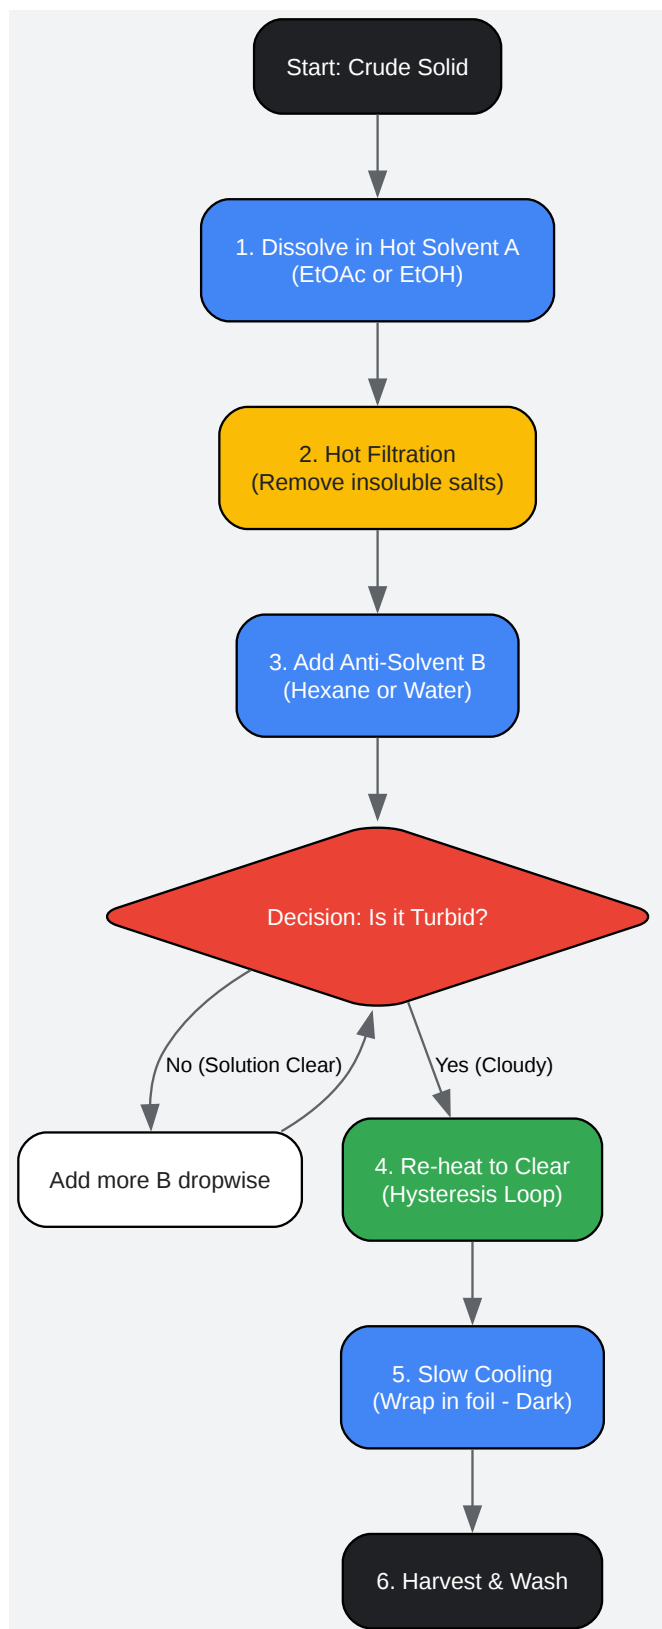 Start: Crude Solid
1. Dissolve in Hot Solvent A
(EtOAc or EtOH)
2. Hot Filtration
(Remove insoluble salts)
3. Add Anti-Solvent B
(Hexane or Water)
Decision: Is it Turbid?
No (Solution Clear)
Yes (Cloudy)
Add more B dropwise
4. Re-heat to Clear
(Hysteresis Loop)
5. Slow Cooling
(Wrap in foil - Dark)
6. Harvest & Wash